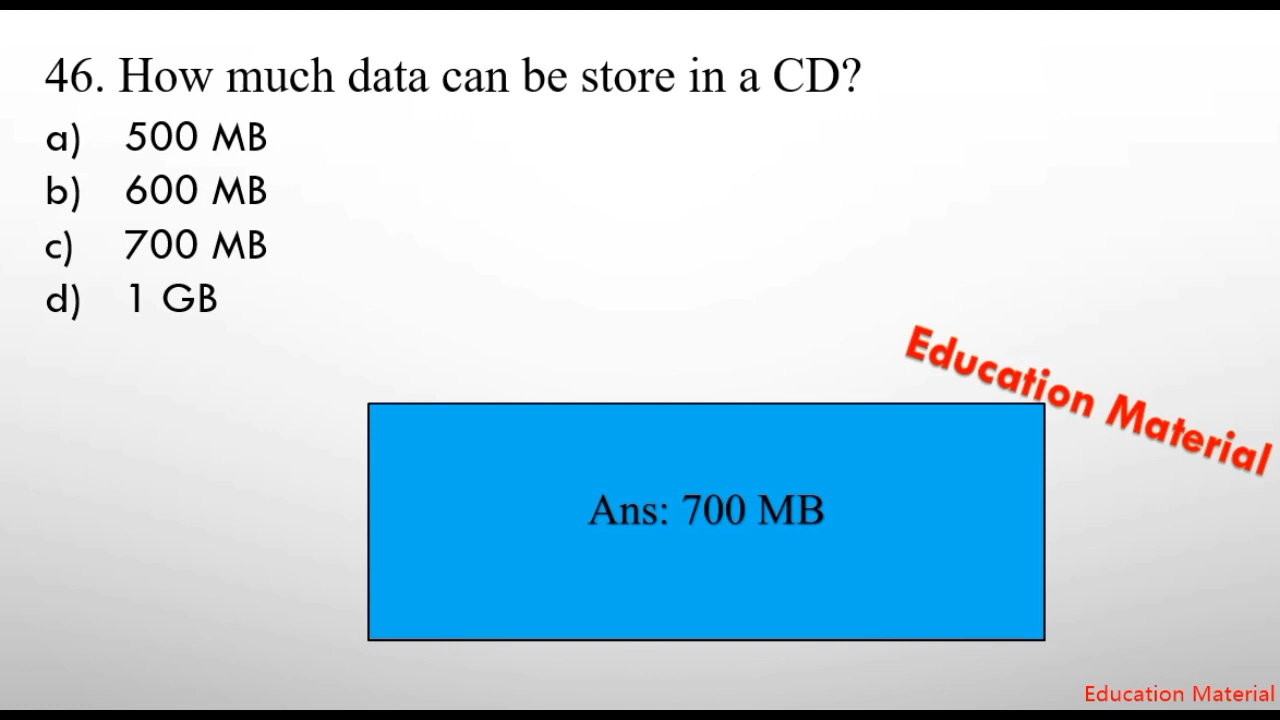 46. How much data can be store in a CD?
a) 500 MB
b) 600 MB
c) 700 MB
d) 1 GB
Education Material
Ans: 700 MB
Education Material